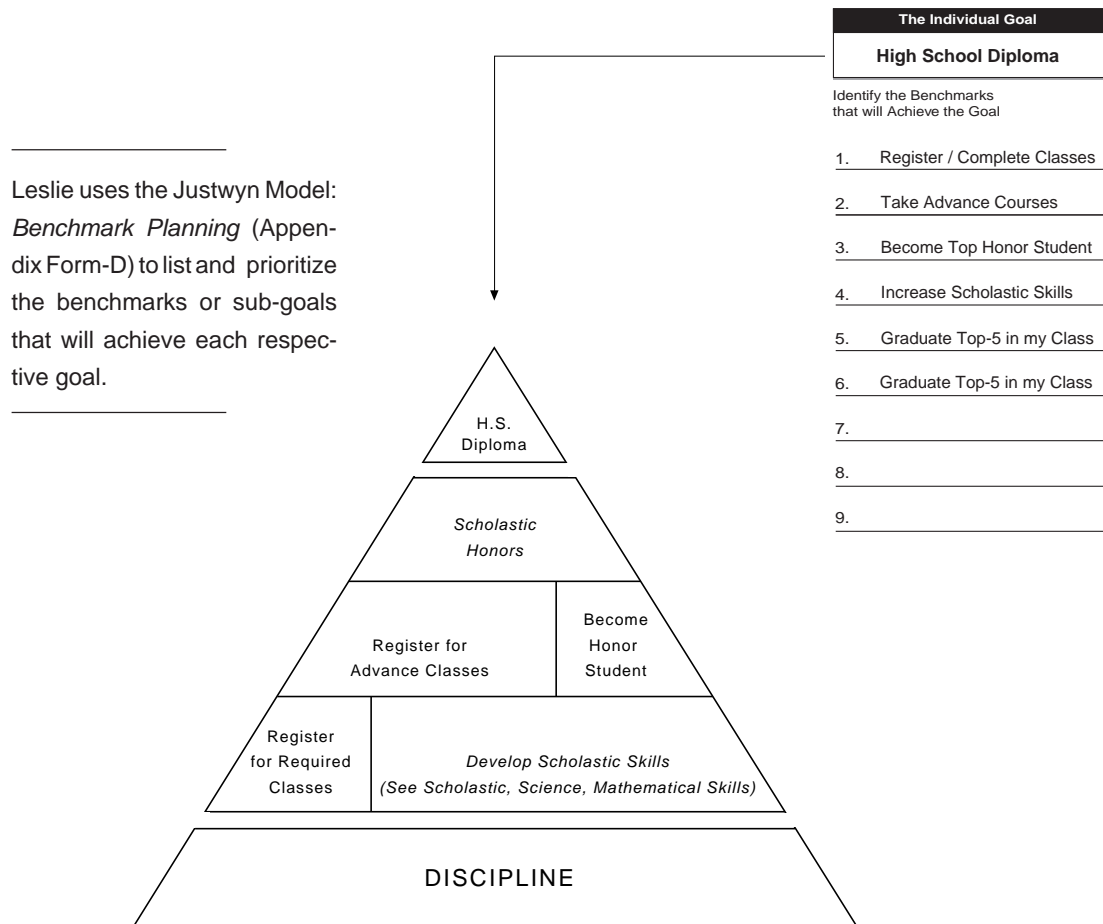 The Individual Goal
High School Diploma
Identify the Benchmarks
that will Achieve the Goal
1. Register / Complete Classes
2. Take Advance Courses
3. Become Top Honor Student
4. Increase Scholastic Skills
5. Graduate Top-5 in my Class
6. Graduate Top-5 in my Class
7.
8.
9.
Leslie uses the Justwyn Model:
Benchmark Planning (Appen-
dix Form-D) to list and prioritize
the benchmarks or sub-goals
that will achieve each respec-
tive goal.
H.S.
Diploma
Scholastic
Honors
Register for
Advance Classes
Become
Honor
Student
Register
for Required
Classes
Develop Scholastic Skills
(See Scholastic, Science, Mathematical Skills)
DISCIPLINE